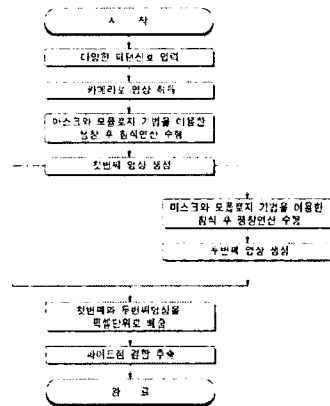 시 작
다양한 패턴신호 입력
카메라로 영상 취득
마스크와 모폴로지 기법을 이용한
팽창 후 침식연산 수행
첫번째 영상 생성
마스크와 모폴로지 기법을 이용한
침식 후 팽창연산 수행
두번째 영상 생성
첫번째와 두번째영상을
픽셀단위로 빼줌
화이트점 결함 추출
완 료